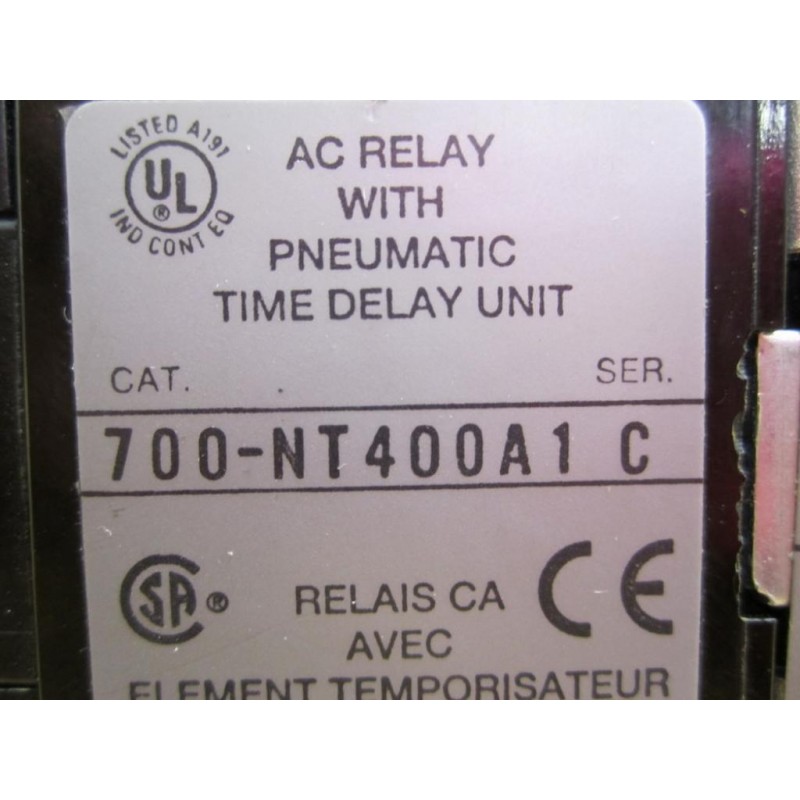 LISTED A191
UL
®
IND CONT EQ
AC RELAY
WITH
PNEUMATIC
TIME DELAY UNIT
CAT. SER.
700-NT400A1 C
SA ®
RELAIS CA
CE
AVEC
ELEMENT TEMPORISATEUR